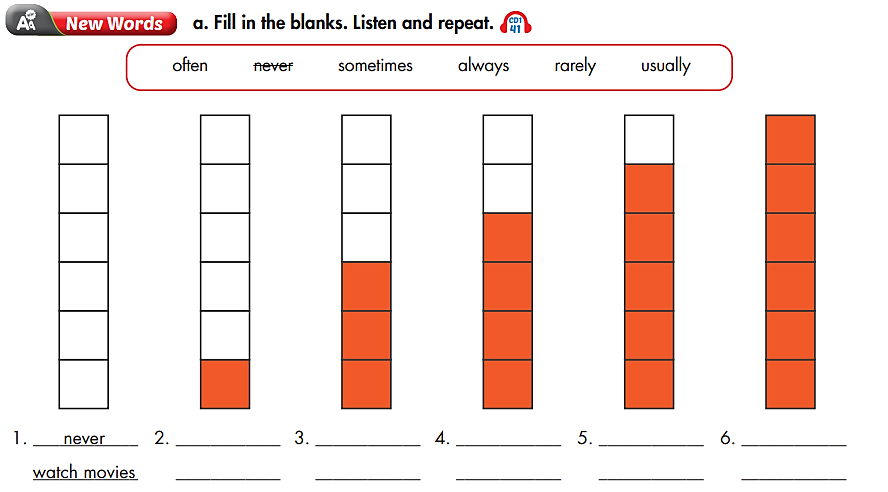 New Words a. Fill in the blanks. Listen and repeat. CD1 41
often never sometimes always rarely usually
1. never 2. 3. 4. 5. 6.
watch movies